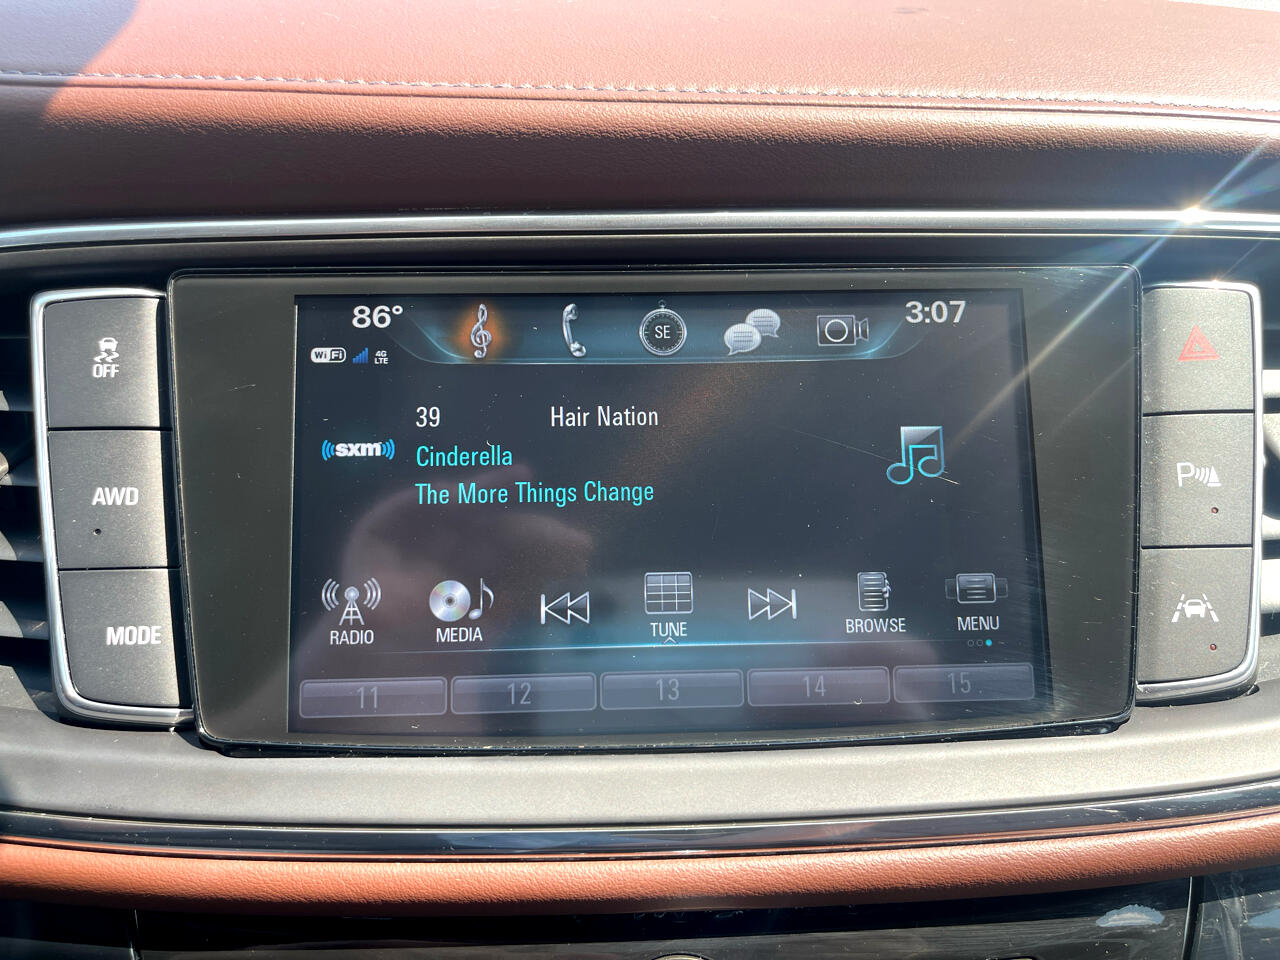 86°
3:07
SE
WiFi
4G
LTE
OFF
AWD
MODE
39
Hair Nation
sxm
Cinderella
The More Things Change
P
RADIO
MEDIA
TUNE
BROWSE
MENU
11
12
13
14
15